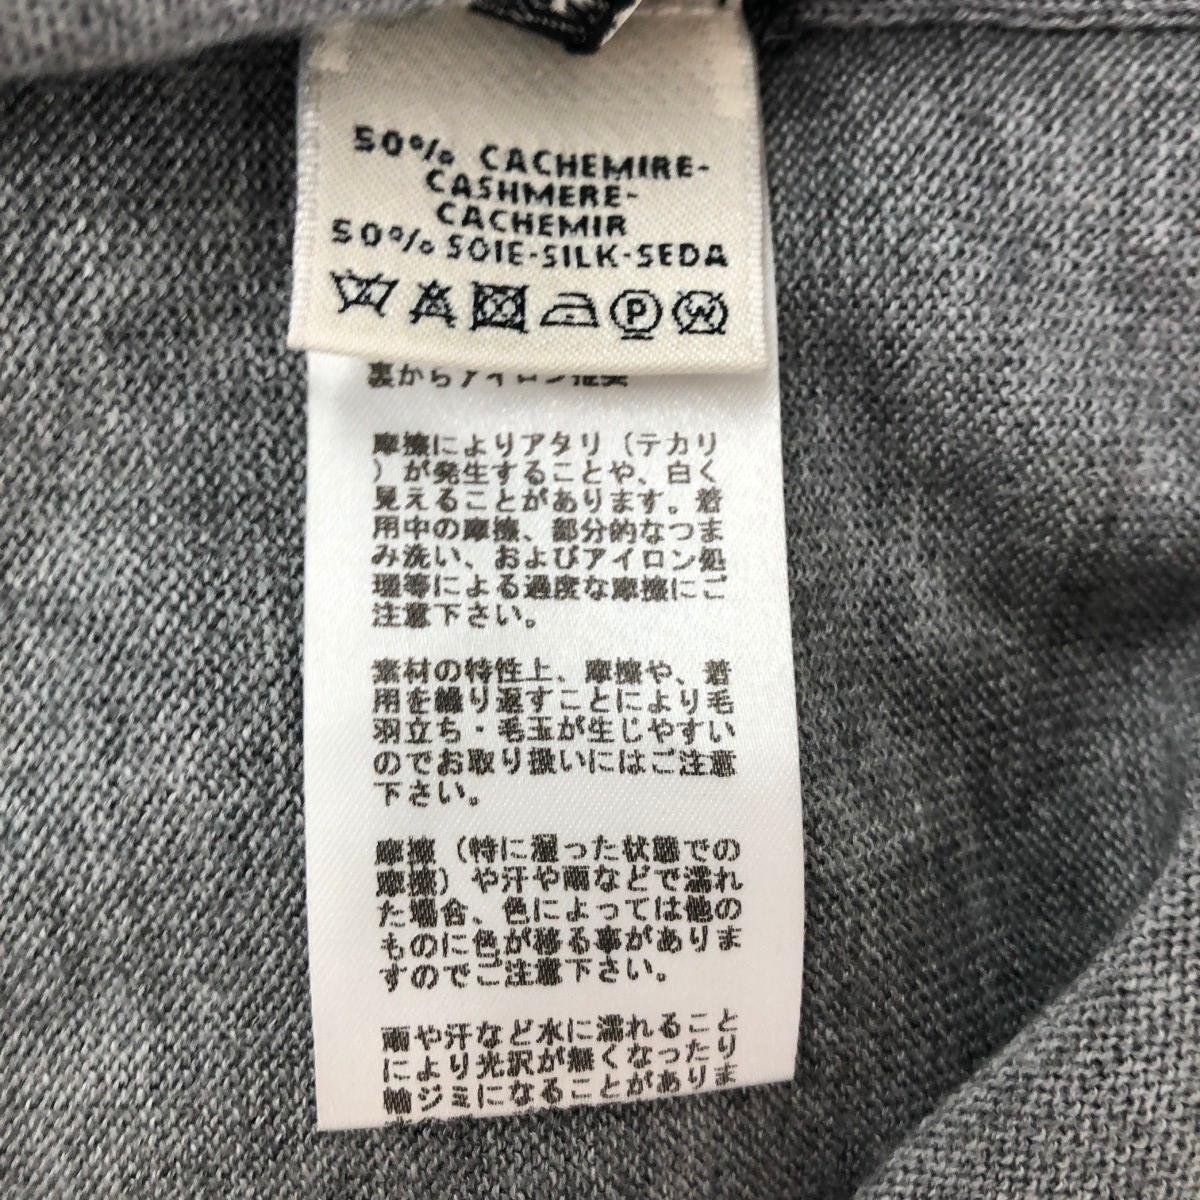 50% CACHEMIRE-
CASHMERE-
CACHEMIR
50% SOIE-SILK-SEDA
P W
裏からアイロン推奨
摩擦によりアタリ（テカリ
）が発生することや、白く
見えることがあります。着
用中の摩擦、部分的なつま
み洗い、およびアイロン処
理等による過度な摩擦にご
注意下さい。
素材の特性上、摩擦や、着
用を繰り返すことにより毛
羽立ち・毛玉が生じやすい
のでお取り扱いにはご注意
下さい。
摩擦（特に湿った状態での
摩擦）や汗や雨などで濡れ
た場合、色によっては他の
ものに色が移る事がありま
すのでご注意下さい。
雨や汗など水に濡れること
により光沢が無くなったり
輪ジミになることがありま